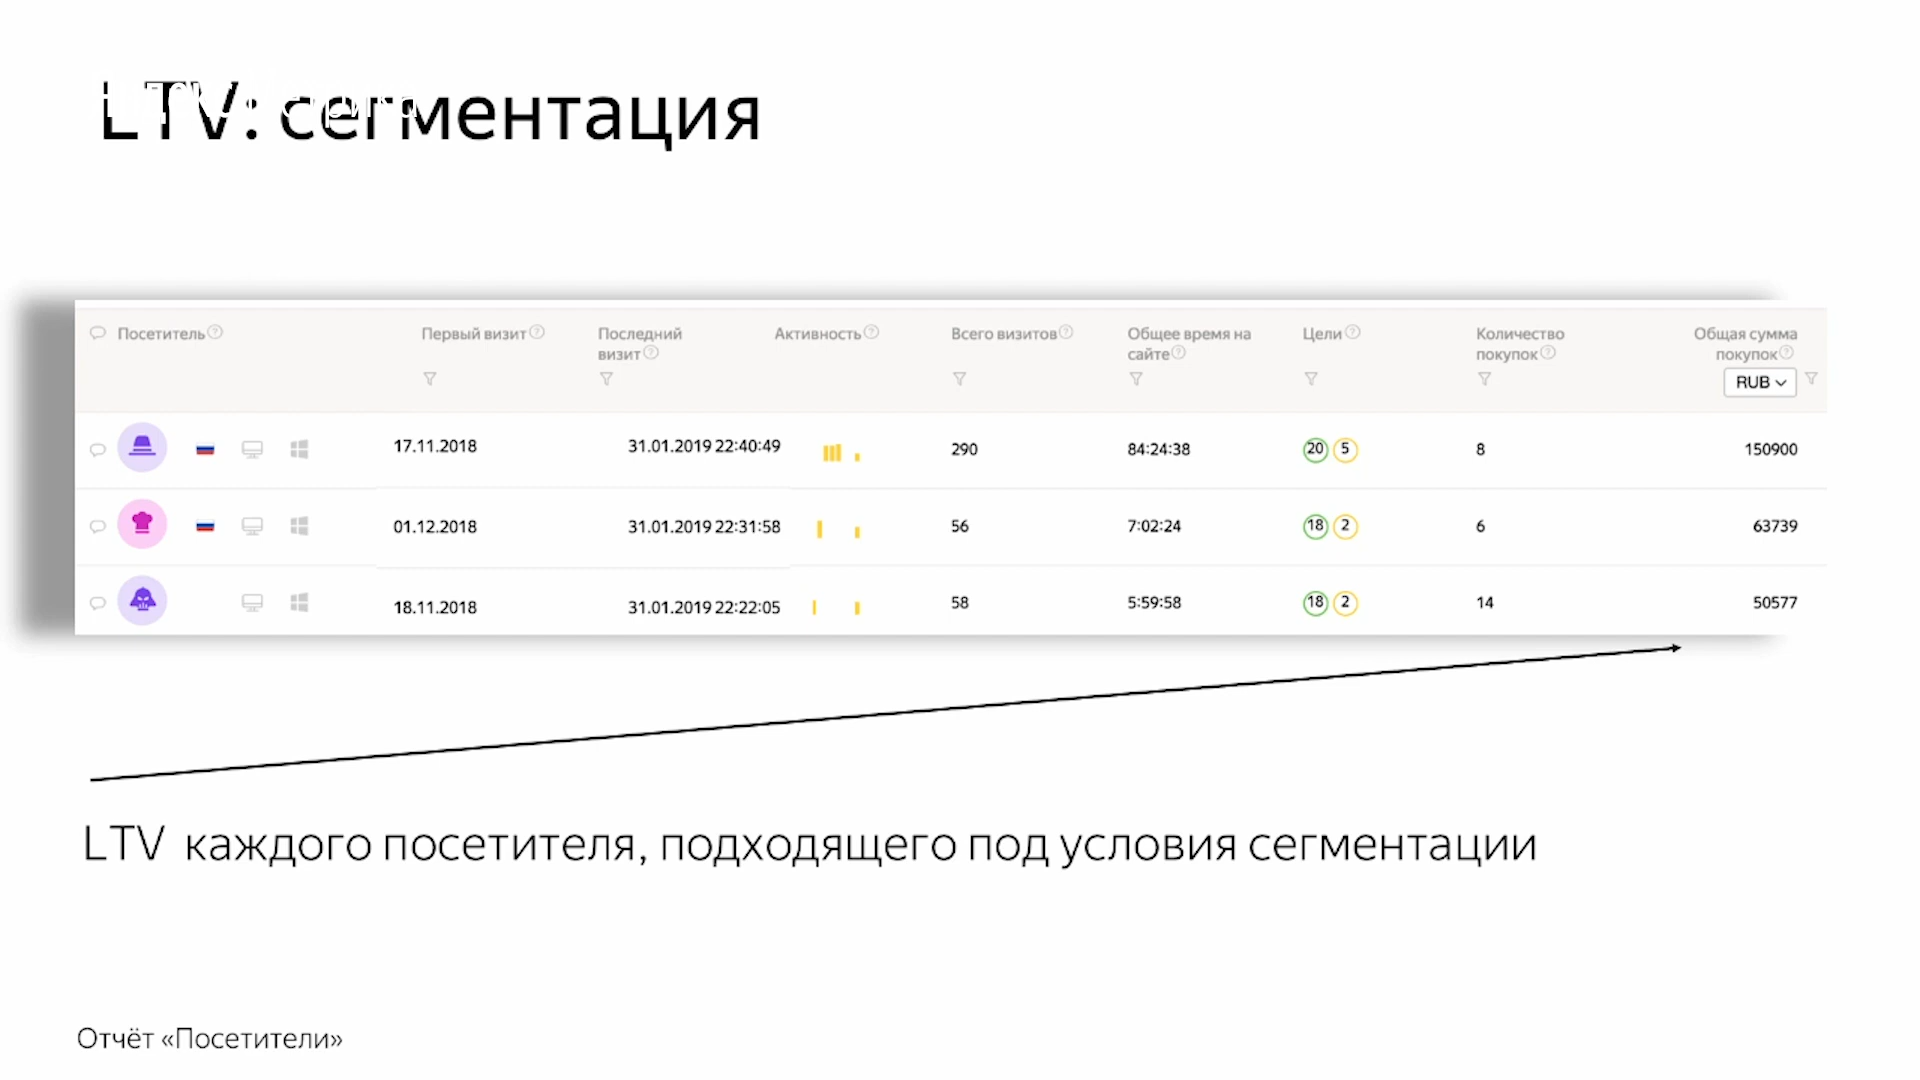 LTV: сегментация
Посетитель Первый визит Последний визит Активность Всего визитов Общее время на сайте Цели Количество покупок Общая сумма покупок
RUB
17.11.2018 31.01.2019 22:40:49 290 84:24:38 20 5 8 150900
01.12.2018 31.01.2019 22:31:58 56 7:02:24 18 2 6 63739
18.11.2018 31.01.2019 22:22:05 58 5:59:58 18 2 14 50577
LTV каждого посетителя, подходящего под условия сегментации
Отчёт «Посетители»